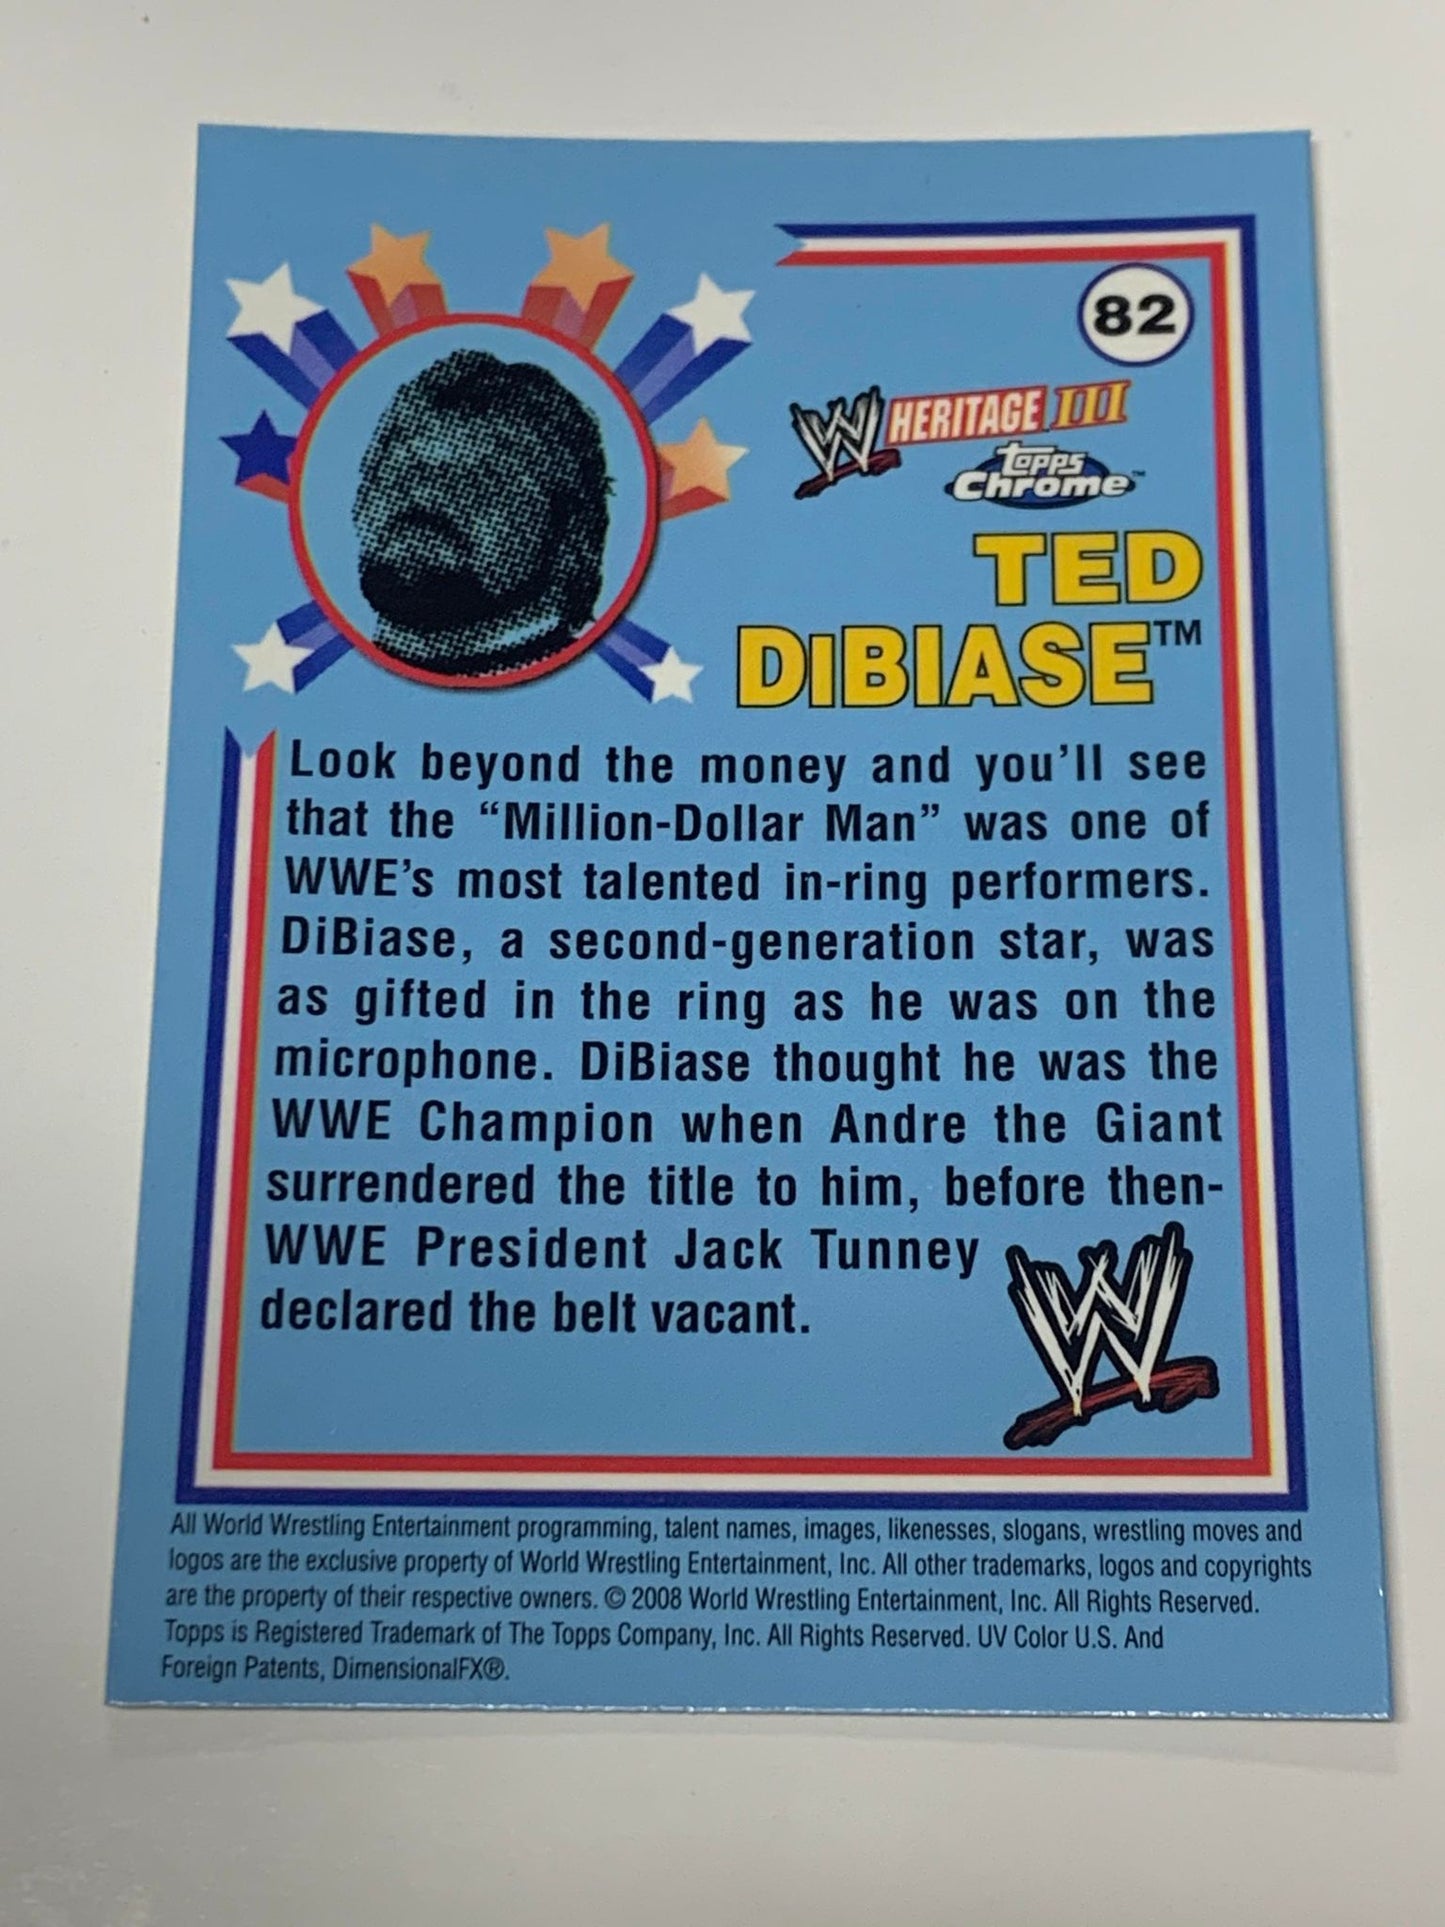 82
W HERITAGE III
topps
Chrome™
TED
DiBIASE™
Look beyond the money and you'll see
that the “Million-Dollar Man” was one of
WWE's most talented in-ring performers.
DiBiase, a second-generation star, was
as gifted in the ring as he was on the
microphone. DiBiase thought he was the
WWE Champion when Andre the Giant
surrendered the title to him, before then-
WWE President Jack Tunney
declared the belt vacant.
W
All World Wrestling Entertainment programming, talent names, images, likenesses, slogans, wrestling moves and
logos are the exclusive property of World Wrestling Entertainment, Inc. All other trademarks, logos and copyrights
are the property of their respective owners. © 2008 World Wrestling Entertainment, Inc. All Rights Reserved.
Topps is Registered Trademark of The Topps Company, Inc. All Rights Reserved. UV Color U.S. And
Foreign Patents, DimensionalFX®.